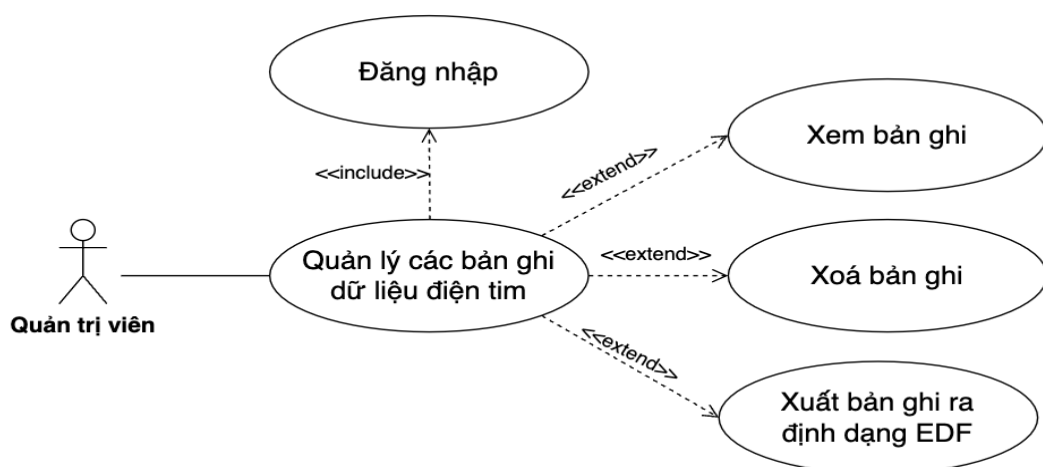 Đăng nhập
<<include>>
<<extend>>
Xem bản ghi
Quản lý các bản ghi
dữ liệu điện tim
<<extend>>
Xoá bản ghi
Quản trị viên
<<extend>>
Xuất bản ghi ra
định dạng EDF